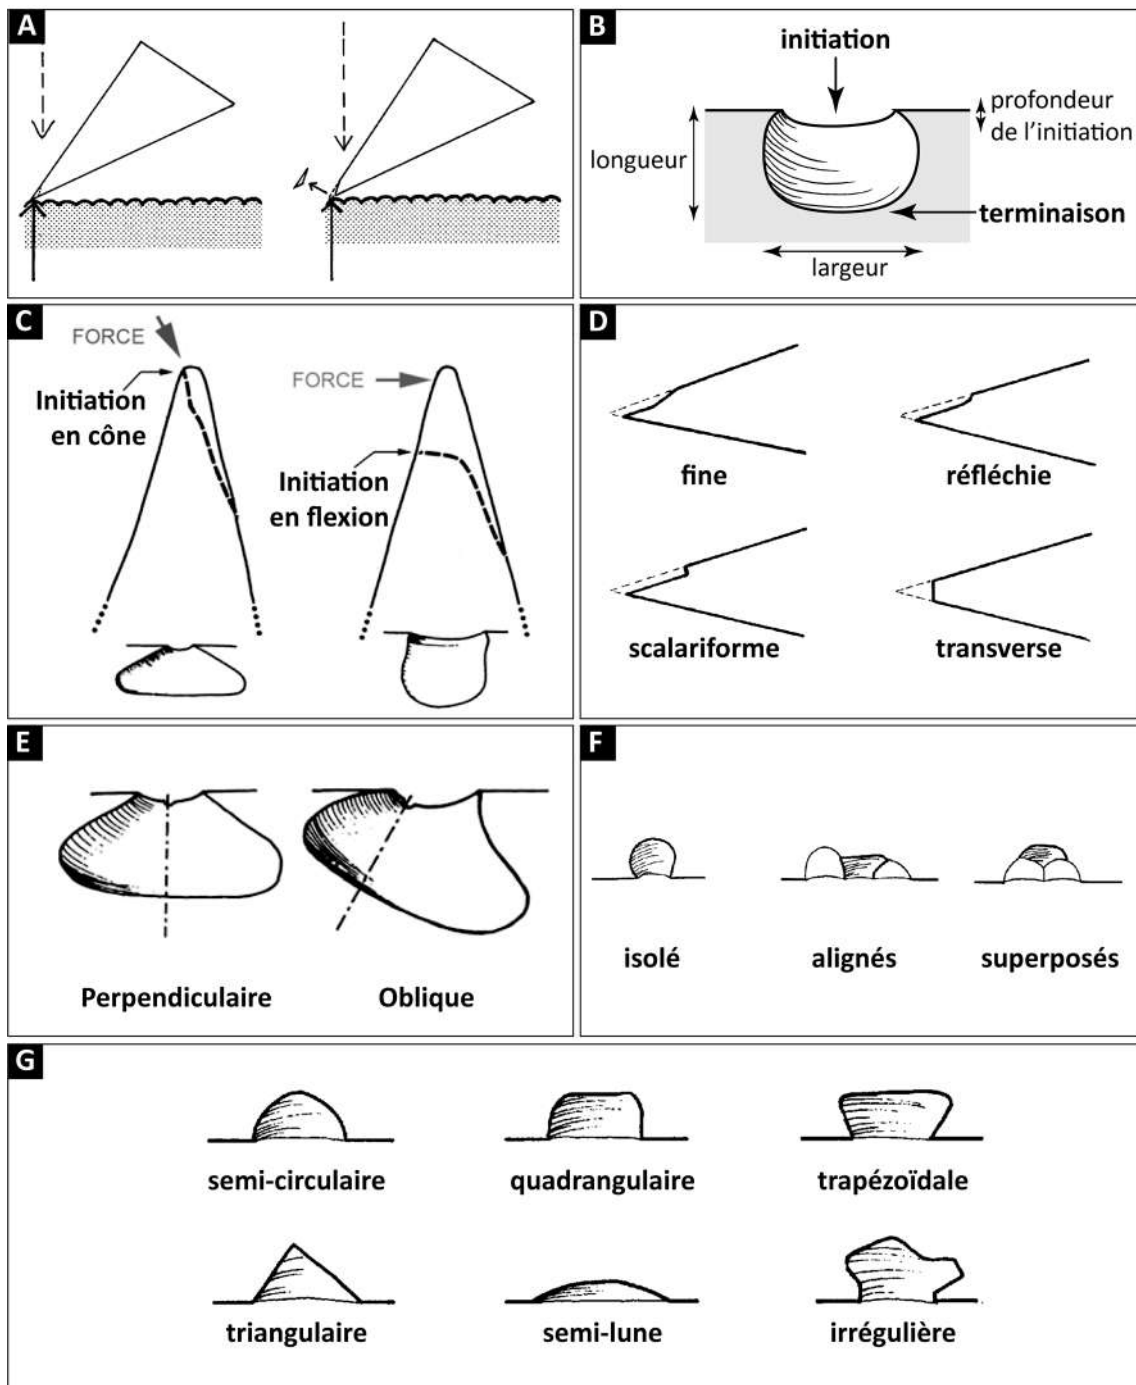 A
B
initiation
profondeur
de l'initiation
longueur
terminaison
largeur
C
FORCE
Initiation
en cône
FORCE
Initiation
en flexion
D
fine
réfléchie
scalariforme
transverse
E
Perpendiculaire
Oblique
F
isolé
alignés
superposés
G
semi-circulaire
quadrangulaire
trapézoïdale
triangulaire
semi-lune
irrégulière